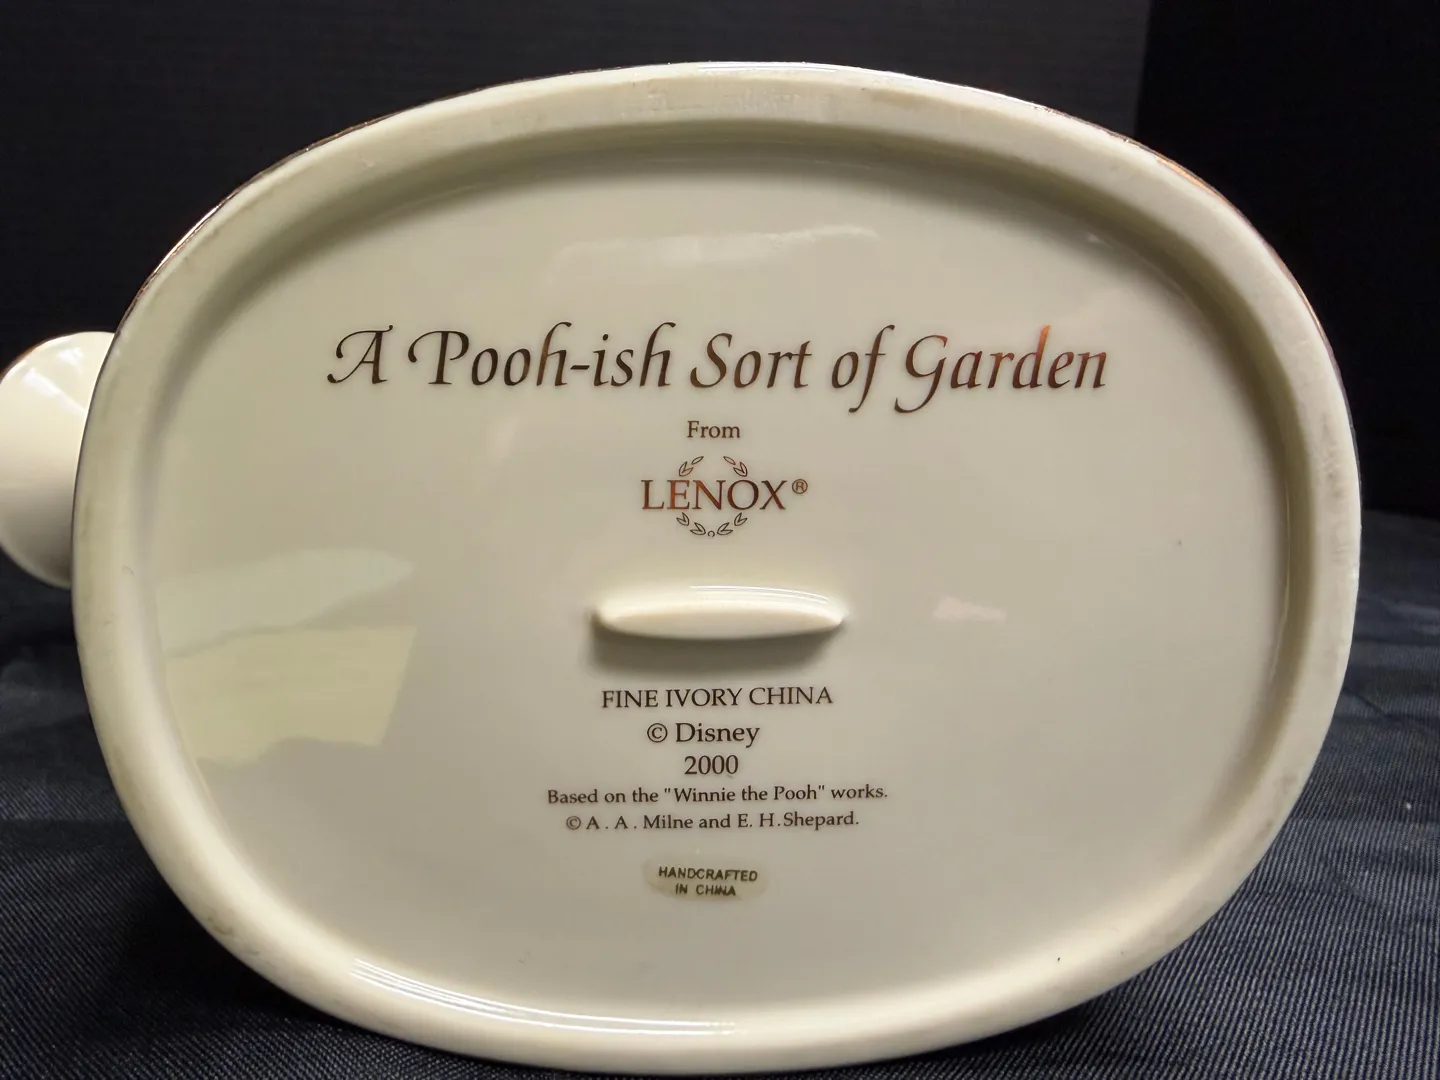 A Pooh-ish Sort of Garden
From
LENOX®
FINE IVORY CHINA
© Disney
2000
Based on the "Winnie the Pooh" works.
© A. A. Milne and E. H. Shepard.
HANDCRAFTED
IN CHINA